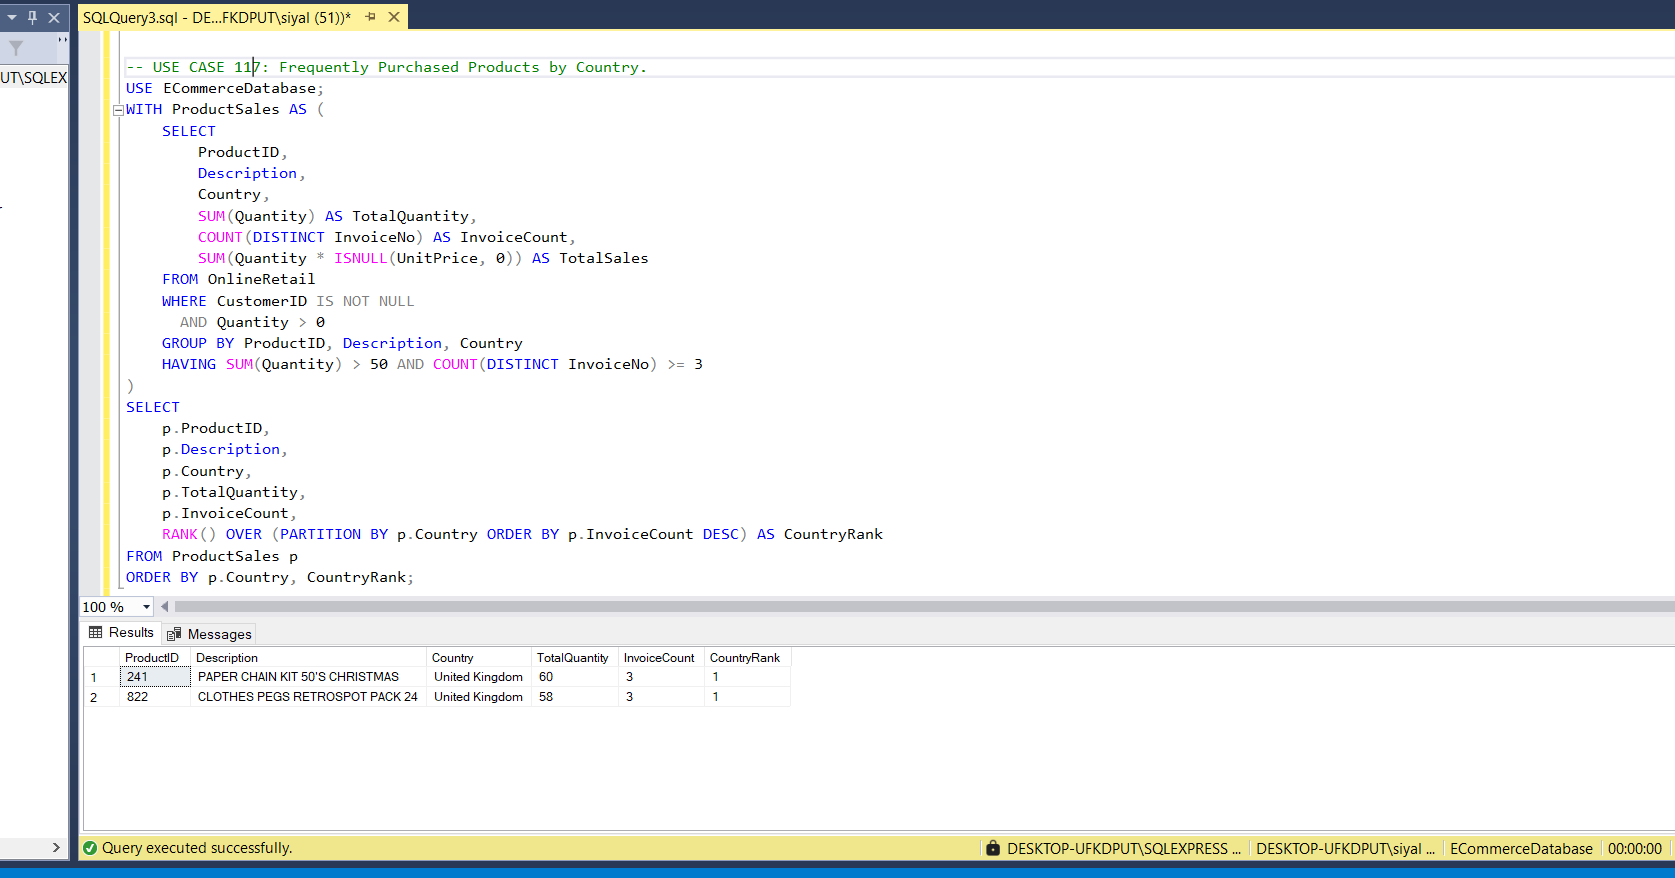 SQLQuery3.sql - DE...FKDPUT\siyal (51))*
UT\SQLEX
-- USE CASE 117: Frequently Purchased Products by Country.
USE ECommerceDatabase;
WITH ProductSales AS (
SELECT
ProductID,
Description,
Country,
SUM(Quantity) AS TotalQuantity,
COUNT(DISTINCT InvoiceNo) AS InvoiceCount,
SUM(Quantity * ISNULL(UnitPrice, 0)) AS TotalSales
FROM OnlineRetail
WHERE CustomerID IS NOT NULL
AND Quantity > 0
GROUP BY ProductID, Description, Country
HAVING SUM(Quantity) > 50 AND COUNT(DISTINCT InvoiceNo) >= 3
)
SELECT
p.ProductID,
p.Description,
p.Country,
p.TotalQuantity,
p.InvoiceCount,
RANK() OVER (PARTITION BY p.Country ORDER BY p.InvoiceCount DESC) AS CountryRank
FROM ProductSales p
ORDER BY p.Country, CountryRank;
100 %
Results Messages
ProductID Description Country TotalQuantity InvoiceCount CountryRank
1 241 PAPER CHAIN KIT 50'S CHRISTMAS United Kingdom 60 3 1
2 822 CLOTHES PEGS RETROSPOT PACK 24 United Kingdom 58 3 1
Query executed successfully. DESKTOP-UFKDPUT\SQLEXPRESS ... DESKTOP-UFKDPUT\siyal ... ECommerceDatabase 00:00:00